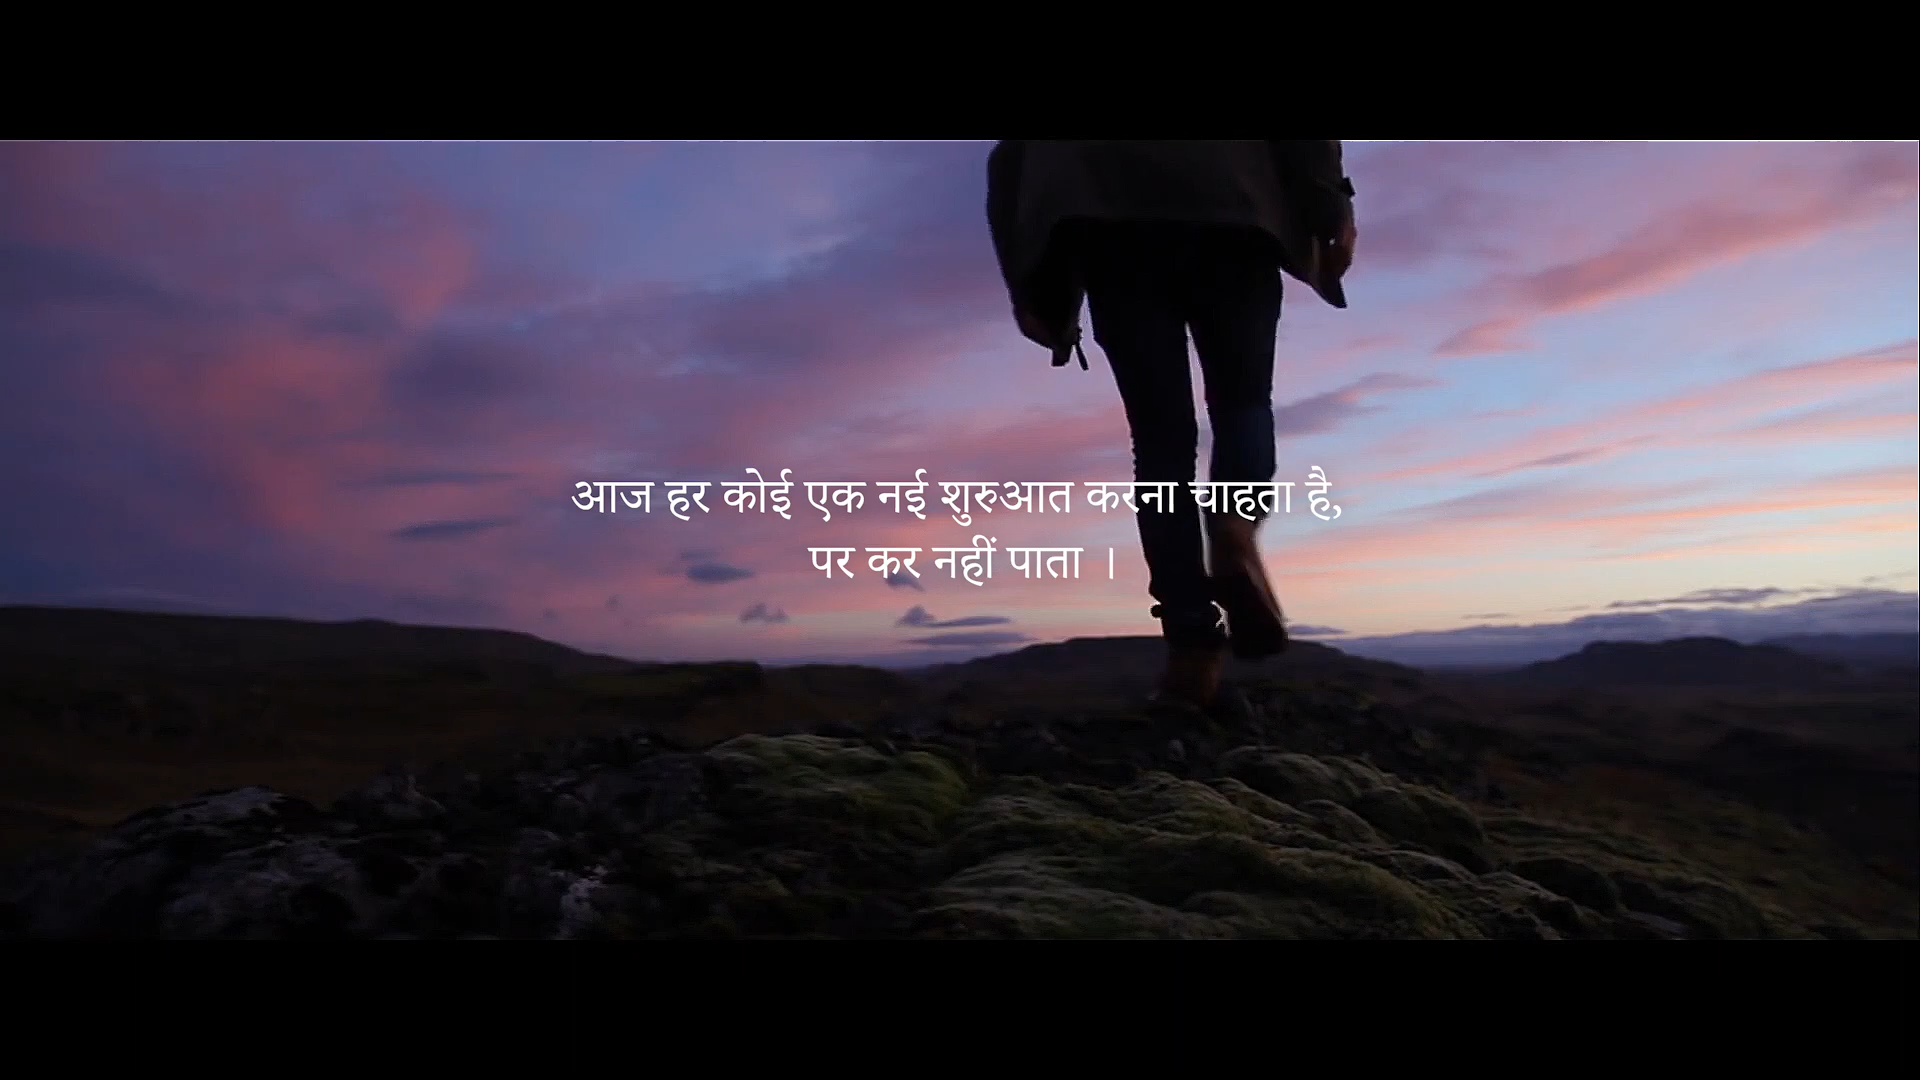 आज हर कोई एक नई शुरुआत करना चाहता है,
पर कर नहीं पाता ।